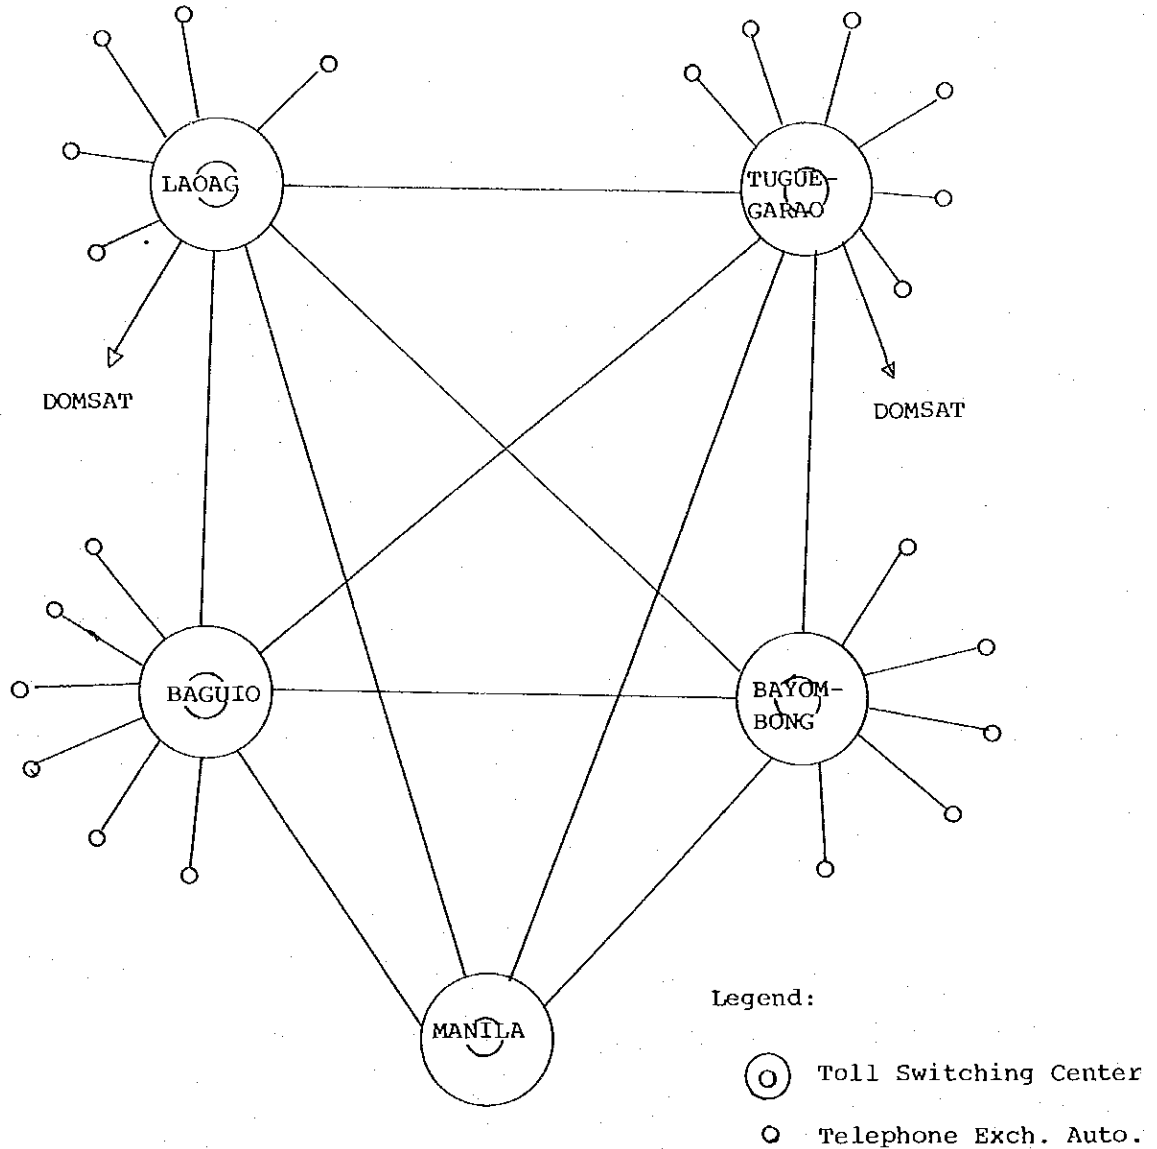 LAOAG
TUGUE-
GARAO
DOMSAT
DOMSAT
BAGUIO
BAYOM-
BONG
MANILA
Legend:
Toll Switching Center
Telephone Exch. Auto.